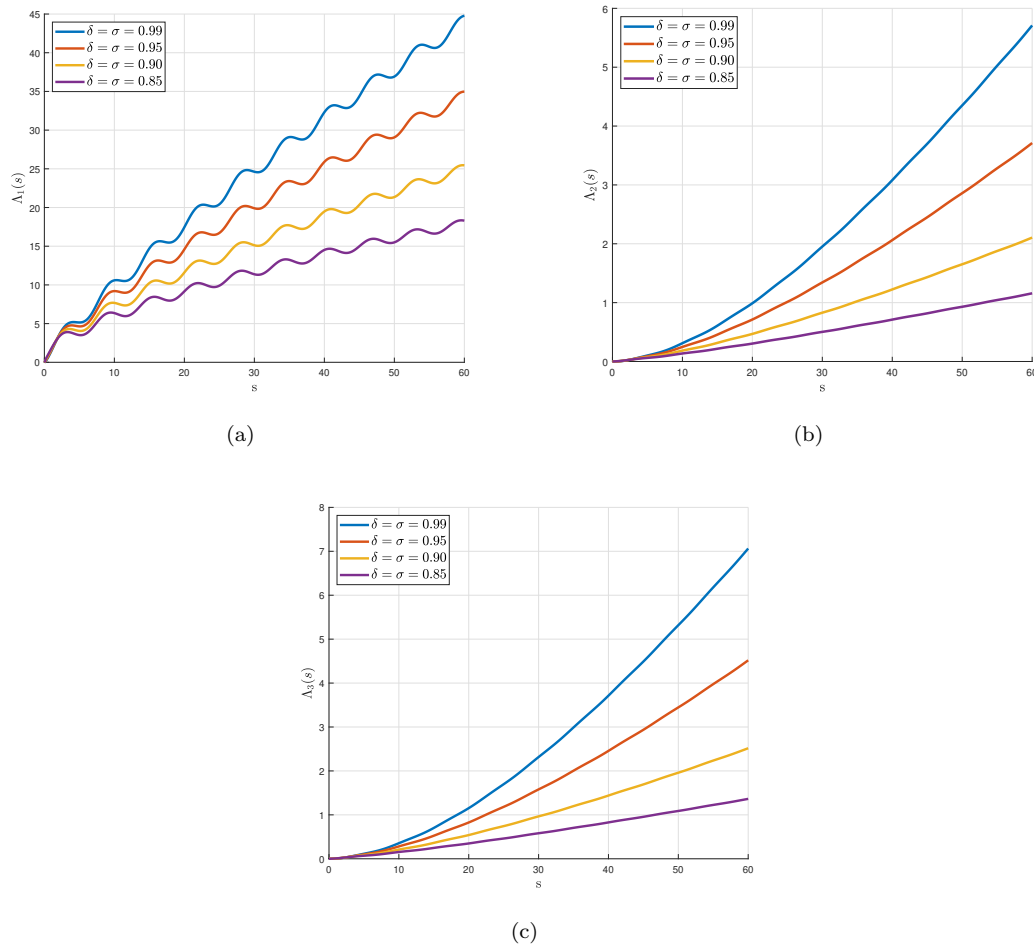 45
40
35
30
25
20
15
10
5
0
Λ₁(s)
δ = σ = 0.99
δ = σ = 0.95
δ = σ = 0.90
δ = σ = 0.85
0 10 20 30 40 50 60
s
(a)
6
5
4
3
2
1
0
Λ₂(s)
δ = σ = 0.99
δ = σ = 0.95
δ = σ = 0.90
δ = σ = 0.85
0 10 20 30 40 50 60
s
(b)
8
7
6
5
4
3
2
1
0
Λ₃(s)
δ = σ = 0.99
δ = σ = 0.95
δ = σ = 0.90
δ = σ = 0.85
0 10 20 30 40 50 60
s
(c)